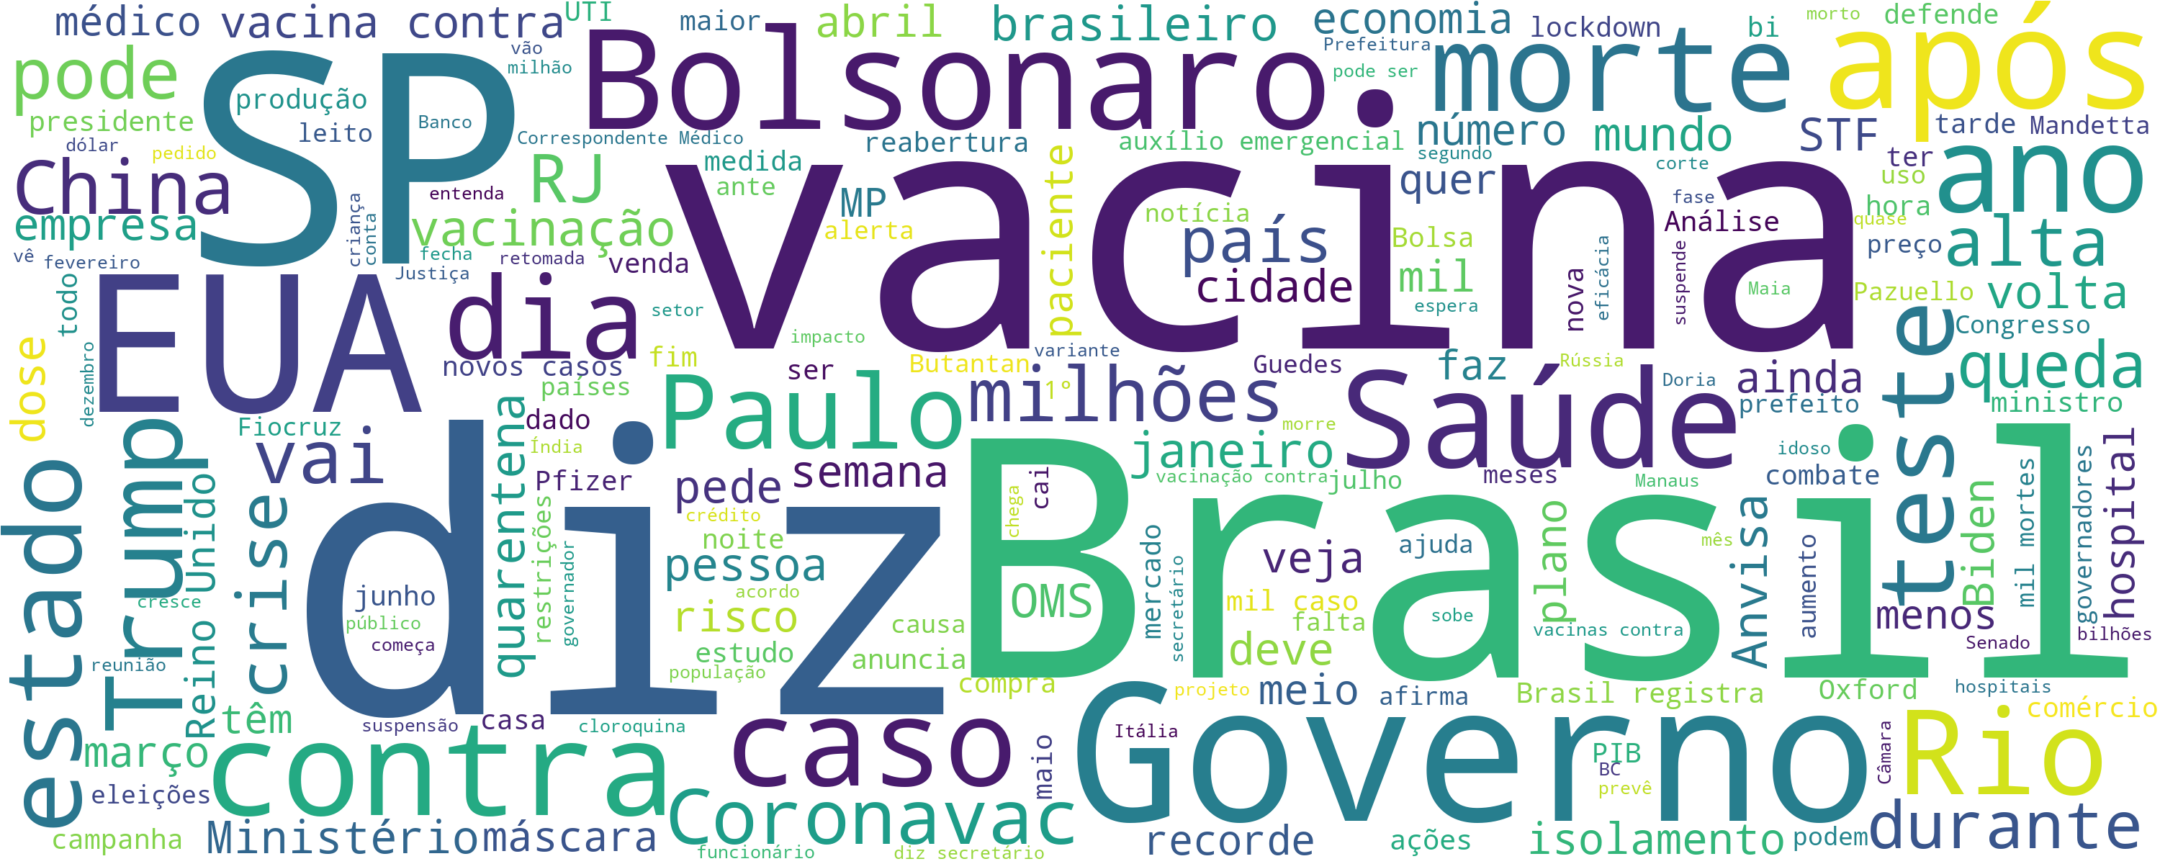 médico
vacina contra
UTI
maior
abril
brasileiro
economia
lockdown
bi
morto
defende
após
pode
SP
Bolsonaro
morte
vão
milhão
Prefeitura
pode ser
produção
presidente
leito
Banco
dólar
pedido
Correspondente Médico
reabertura
auxílio emergencial
número
mundo
STF
tarde
Mandetta
China
entenda
RJ
medida
ante
MP
paciente
quer
segundo
corte
ter
uso
ano
vacina
empresa
criança
conta
vacinação
alerta
notícia
país
Bolsa
fase
Análise
hora
quase
preço
alta
vê
fevereiro
todo
Justiça
fecha
retomada
venda
cidade
mil
nova
eficácia
suspende
Maia
Pazuello
volta
EUA
dia
setor
espera
Congresso
dose
dezembro
novos casos
fim
impacto
Butantan
variante
Guedes
faz
Rússia
teste
queda
países
Paulo
ser
1º
milhões
Saúde
Doria
ainda
prefeito
ministro
Trump
Fiocruz
vai
quarentena
dado
Índia
morre
janeiro
idoso
combate
estado
Reino Unido
crise
diz
Pfizer
pede
semana
Brasil
cai
vacinação contra
julho
meses
Manaus
mil mortes
governadores
hospital
restrições
governador
crédito
noite
chega
mercado
secretário
veja
ajuda
plano
mês
Anvisa
aumento
Biden
junho
cresce
público
começa
pessoa
acordo
risco
OMS
mil caso
falta
sobe
vacinas contra
menos
Senado
bilhões
reunião
causa
estudo
anuncia
deve
população
compra
projeto
meio
afirma
Brasil registra
Oxford
hospitais
têm
suspensão
casa
cloroquina
caso
Itália
Governo
comércio
março
contra
maio
PIB
BC
prevê
Câmara
Rio
eleições
Coronavac
campanha
Ministério
máscara
funcionário
diz secretário
recorde
ações
isolamento
podem
durante